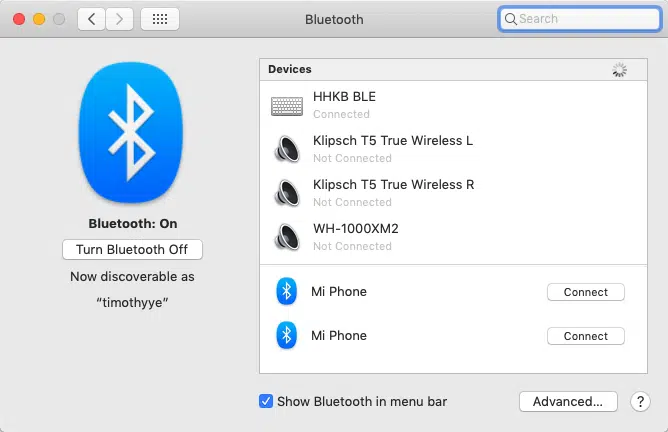 Bluetooth
Search
Devices
HHKB BLE
Connected
Klipsch T5 True Wireless L
Not Connected
Klipsch T5 True Wireless R
Not Connected
WH-1000XM2
Not Connected
Mi Phone
Connect
Mi Phone
Connect
Bluetooth: On
Turn Bluetooth Off
Now discoverable as
“timothyye”
Show Bluetooth in menu bar
Advanced...
?